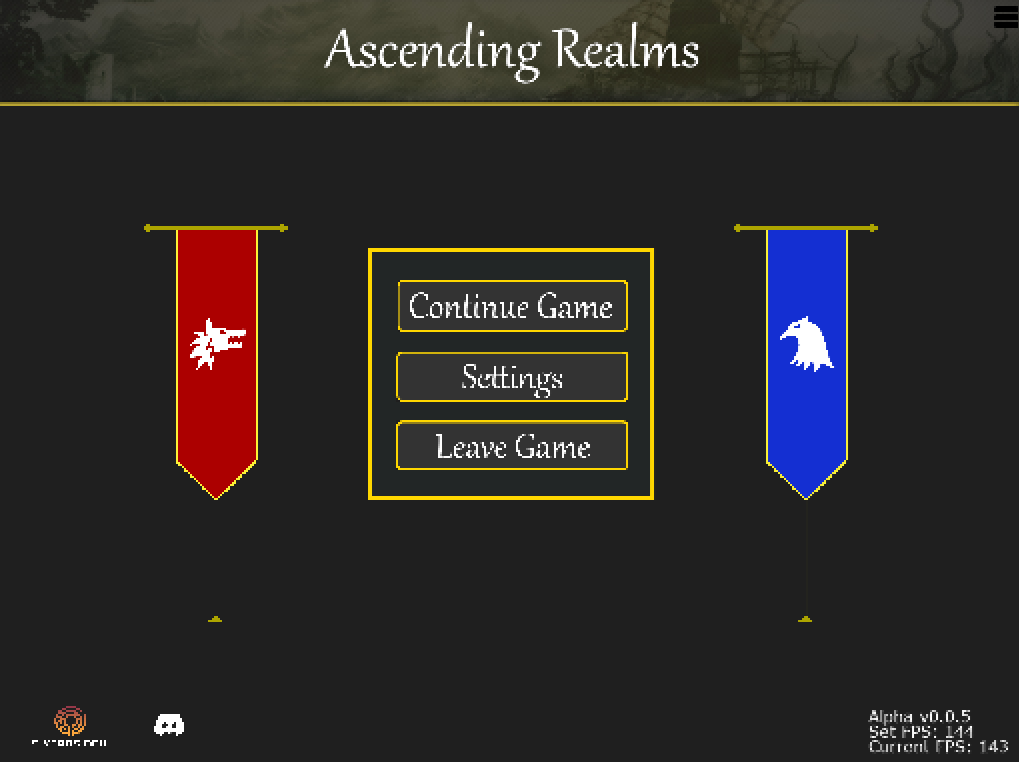 Ascending Realms
Continue Game
Settings
Leave Game
Alpha v0.0.5
Set FPS: 144
Current FPS: 143